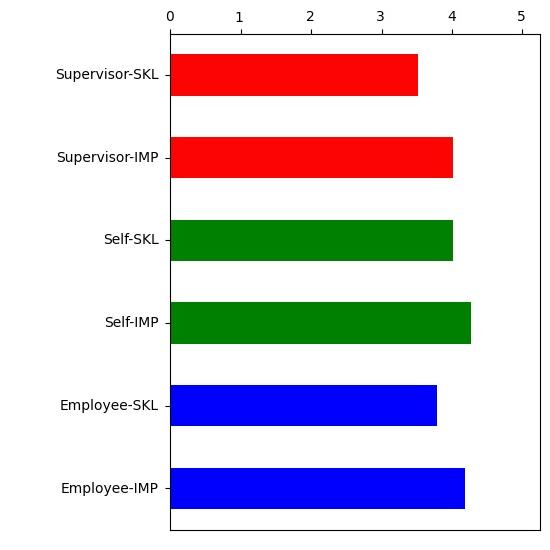 0 1 2 3 4 5
Supervisor-SKL
Supervisor-IMP
Self-SKL
Self-IMP
Employee-SKL
Employee-IMP